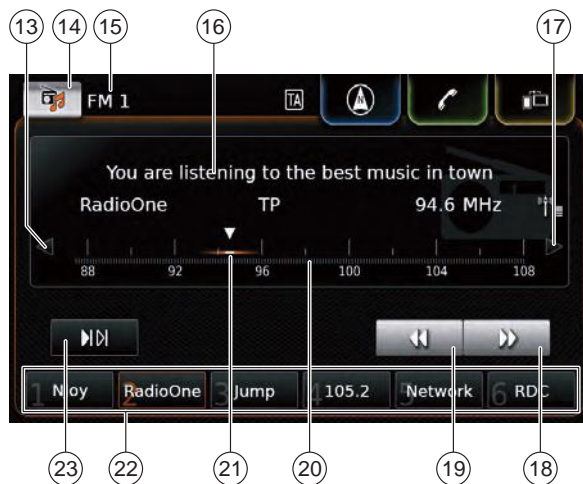 13 14 15 16 17
FM 1 TA N
You are listening to the best music in town
RadioOne TP 94.6 MHz
88 92 96 100 104 108
1 Njoy 2 RadioOne 3 Jump 4 105.2 5 Network 6 RDC
23 22 21 20 19 18